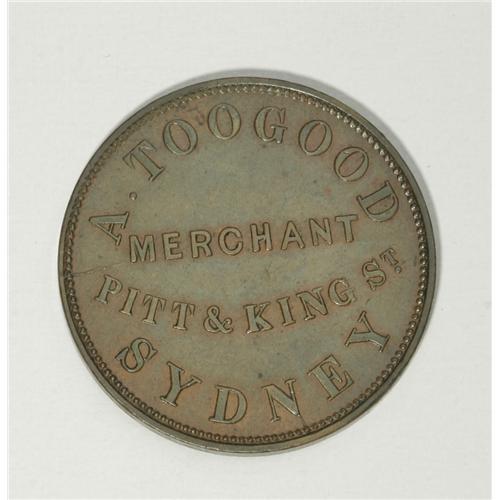 A. TOOGOOD
MERCHANT
PITT & KING ST.
SYDNEY